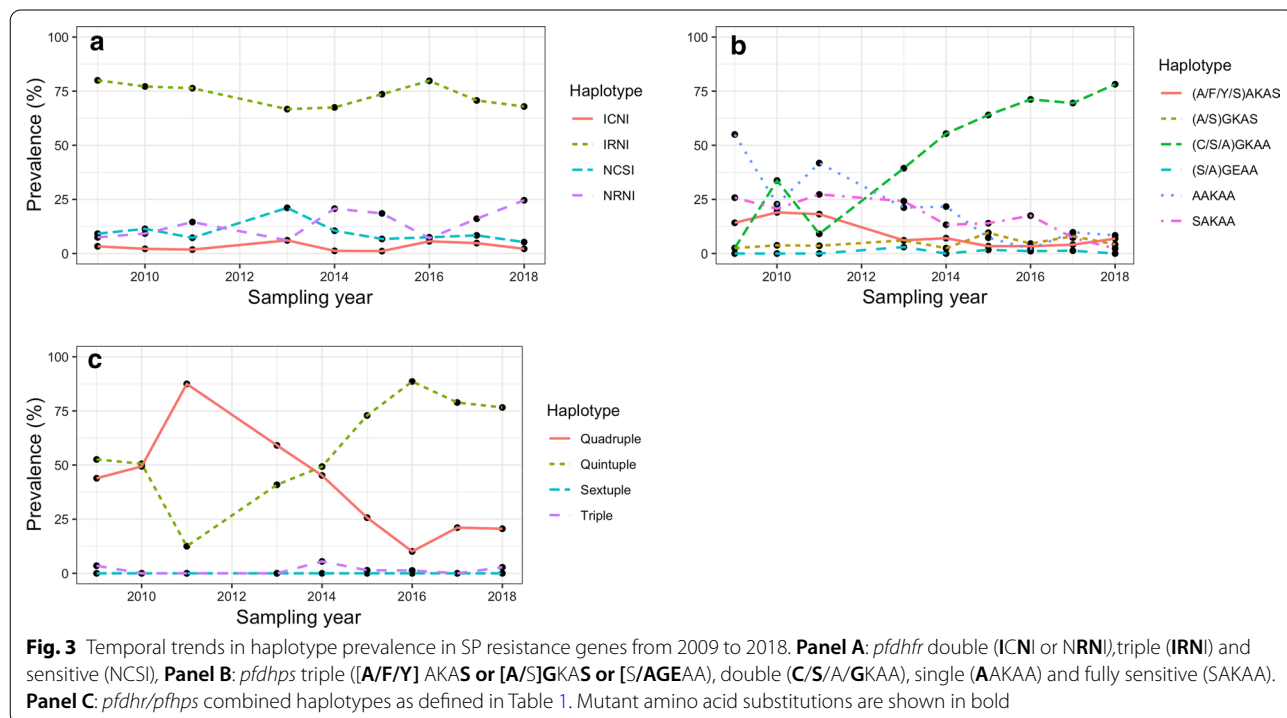 a
100
75
50
25
0
Prevalence (%)
2010 2012 2014 2016 2018
Sampling year
Haplotype
ICNI
IRNI
NCSI
NRNI
b
100
75
50
25
0
Prevalence (%)
2010 2012 2014 2016 2018
Sampling year
Haplotype
(A/F/Y/S)AKAS
(A/S)GKAS
(C/S/A)GKAA
(S/A)GEAA
AAKAA
SAKAA
c
100
75
50
25
0
Prevalence (%)
2010 2012 2014 2016 2018
Sampling year
Haplotype
Quadruple
Quintuple
Sextuple
Triple
Fig. 3 Temporal trends in haplotype prevalence in SP resistance genes from 2009 to 2018. Panel A: pfdhfr double (ICNI or NRNI),triple (IRNI) and
sensitive (NCSI), Panel B: pfdhps triple ([A/F/Y] AKAS or [A/S]GKAS or [S/AGEAA), double (C/S/A/GKAA), single (AAKAA) and fully sensitive (SAKAA).
Panel C: pfdhr/pfhps combined haplotypes as defined in Table 1. Mutant amino acid substitutions are shown in bold